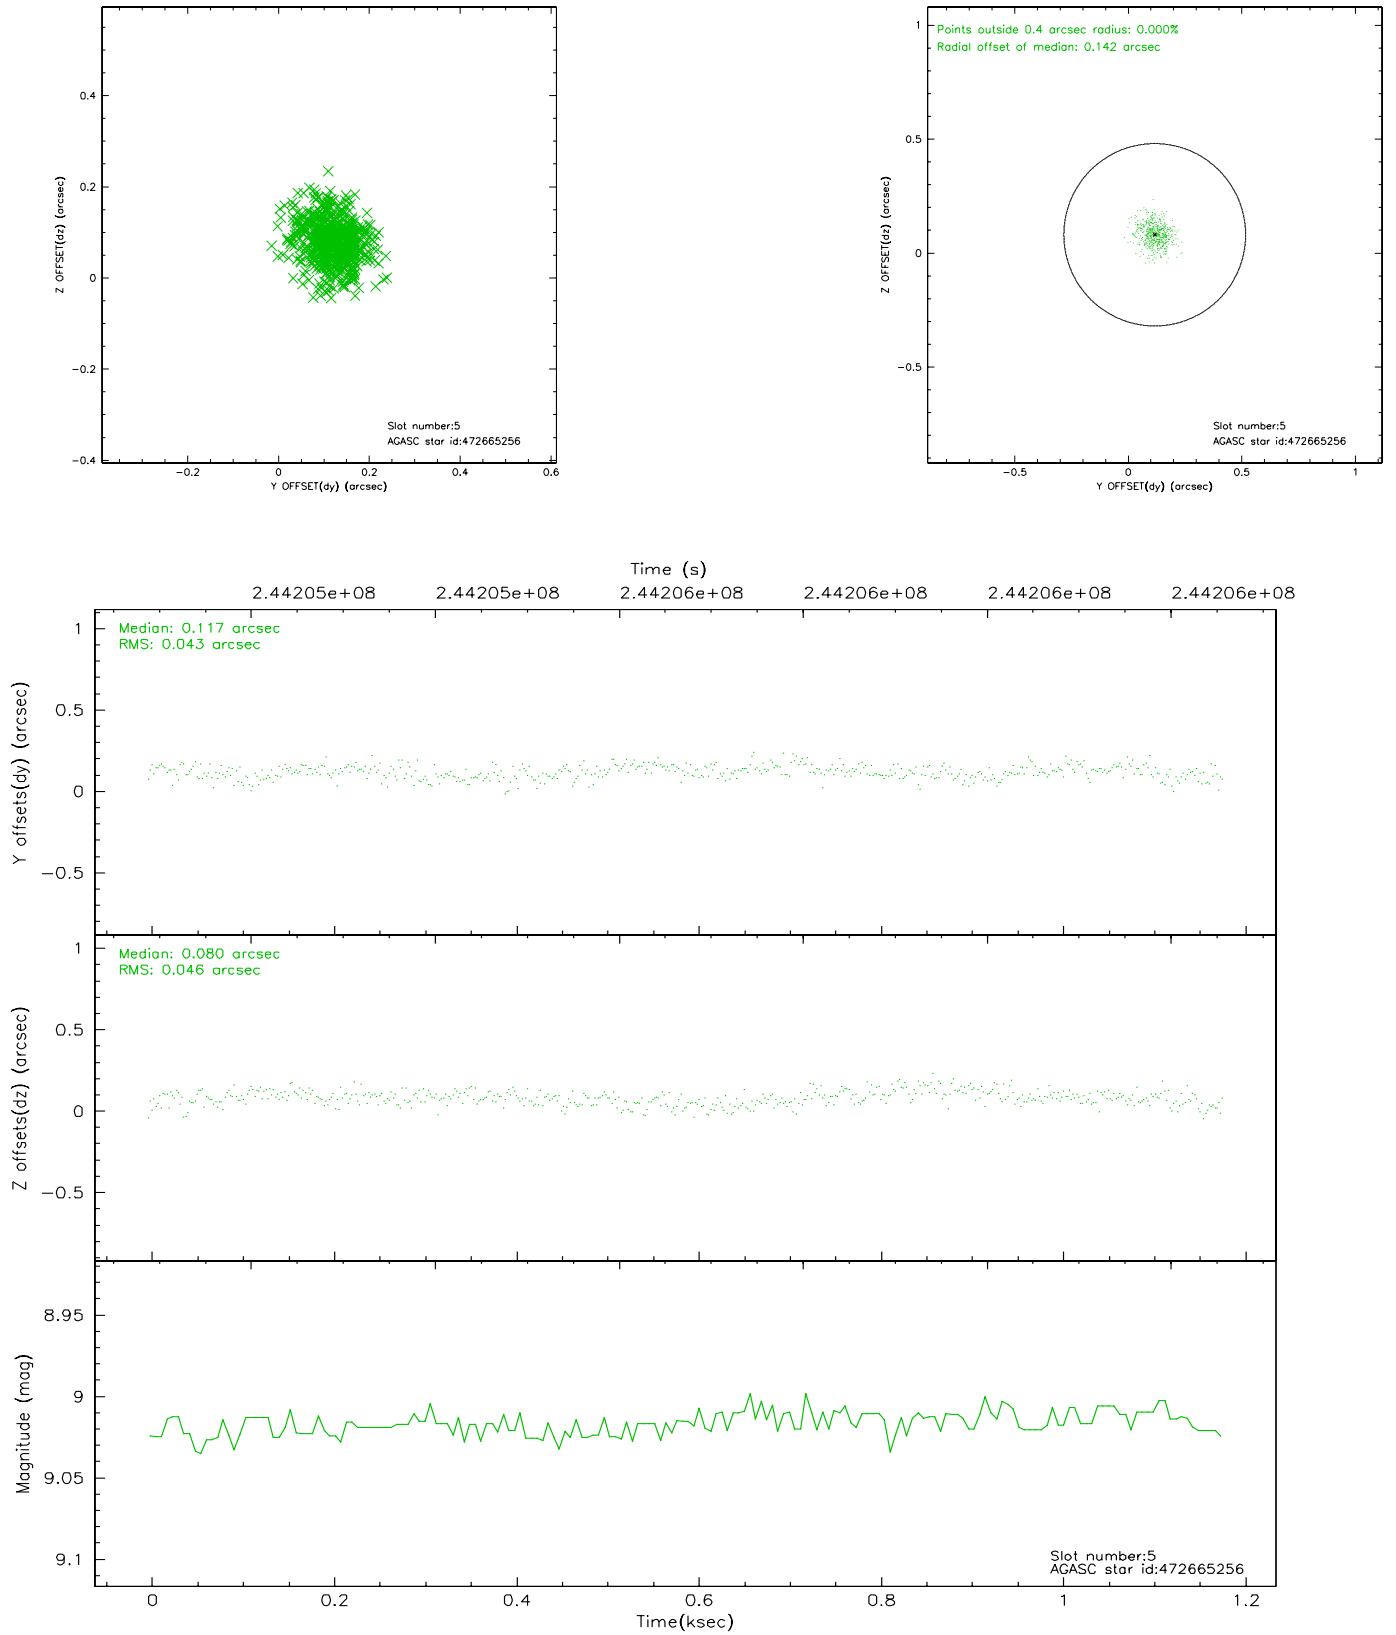 0.4
0.2
0
−0.2
−0.4
Z OFFSET(dz) (arcsec)
Slot number:5
AGASC star id:472665256
−0.2 0 0.2 0.4 0.6
Y OFFSET(dy) (arcsec)
Points outside 0.4 arcsec radius: 0.000%
Radial offset of median: 0.142 arcsec
1
0.5
0
−0.5
Z OFFSET(dz) (arcsec)
Slot number:5
AGASC star id:472665256
−0.5 0 0.5 1
Y OFFSET(dy) (arcsec)
Time (s)
2.44205e+08 2.44205e+08 2.44206e+08 2.44206e+08 2.44206e+08 2.44206e+08
Median: 0.117 arcsec
RMS: 0.043 arcsec
1
0.5
0
−0.5
Y offsets(dy) (arcsec)
Median: 0.080 arcsec
RMS: 0.046 arcsec
1
0.5
0
−0.5
Z offsets(dz) (arcsec)
8.95
9
9.05
9.1
Magnitude (mag)
Slot number:5
AGASC star id:472665256
0 0.2 0.4 0.6 0.8 1 1.2
Time(ksec)